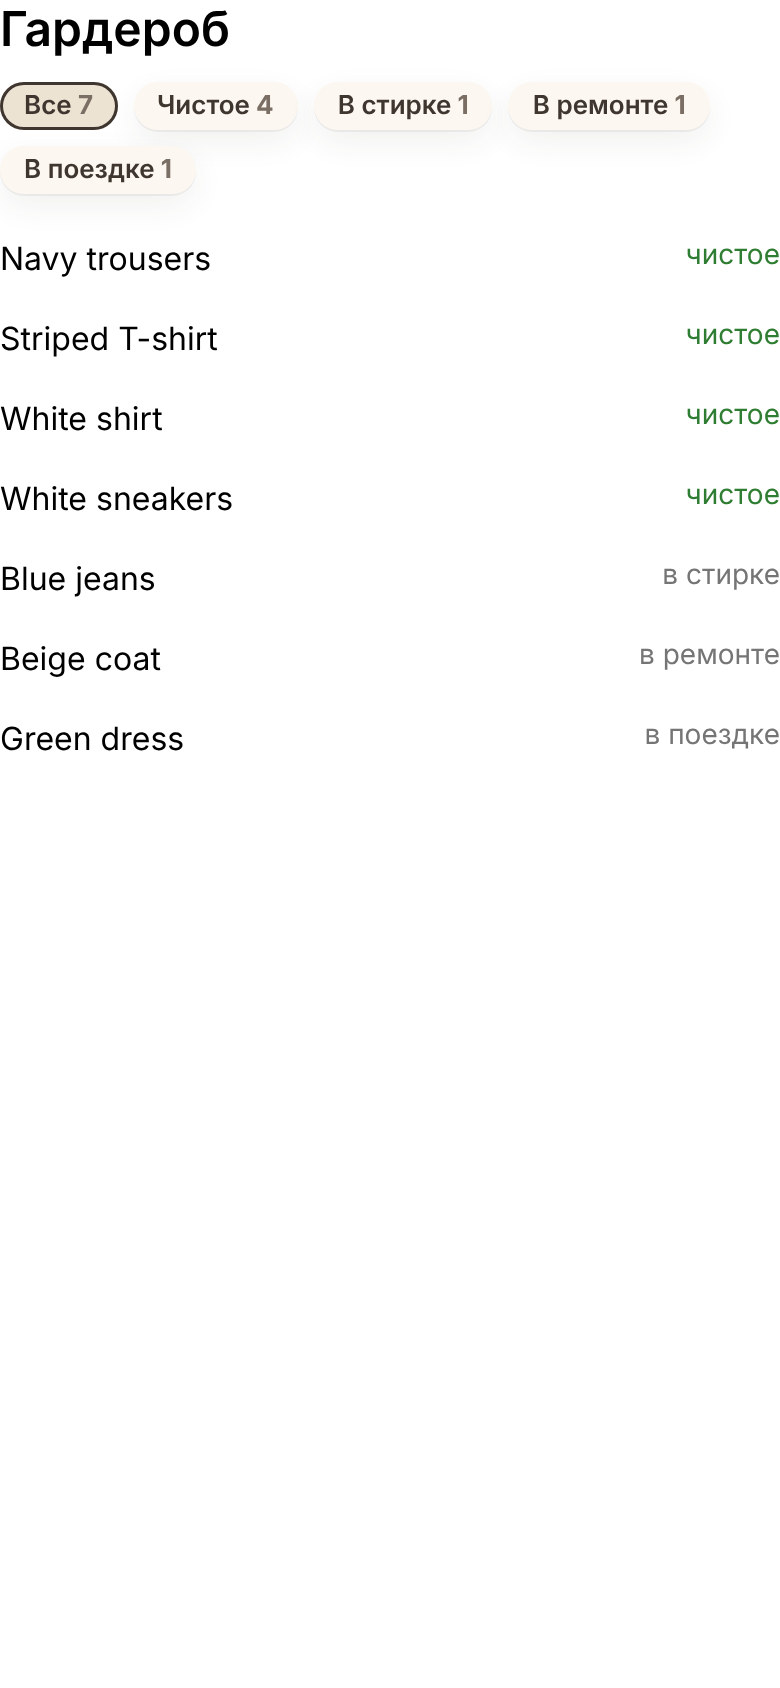 Гардероб
Все 7 Чистое 4 В стирке 1 В ремонте 1
В поездке 1
Navy trousers чистое
Striped T-shirt чистое
White shirt чистое
White sneakers чистое
Blue jeans в стирке
Beige coat в ремонте
Green dress в поездке